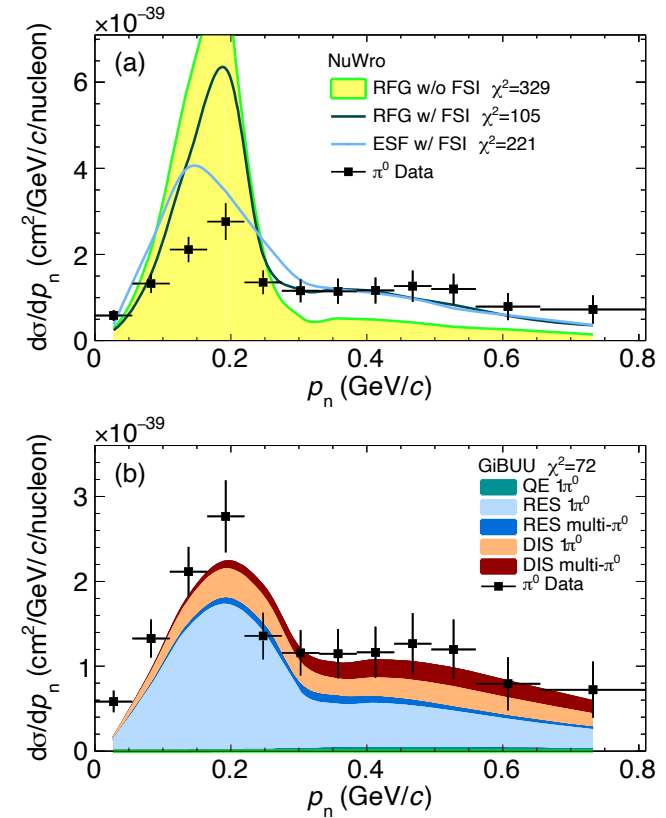 ×10⁻³⁹
(a)
NuWro
RFG w/o FSI χ²=329
RFG w/ FSI χ²=105
ESF w/ FSI χ²=221
π⁰ Data
6
4
2
0
dσ/dpₙ (cm²/GeV/c/nucleon)
0 0.2 0.4 0.6 0.8
pₙ (GeV/c)
×10⁻³⁹
(b)
GiBUU χ²=72
QE 1π⁰
RES 1π⁰
RES multi-π⁰
DIS 1π⁰
DIS multi-π⁰
π⁰ Data
3
2
1
0
dσ/dpₙ (cm²/GeV/c/nucleon)
0 0.2 0.4 0.6 0.8
pₙ (GeV/c)